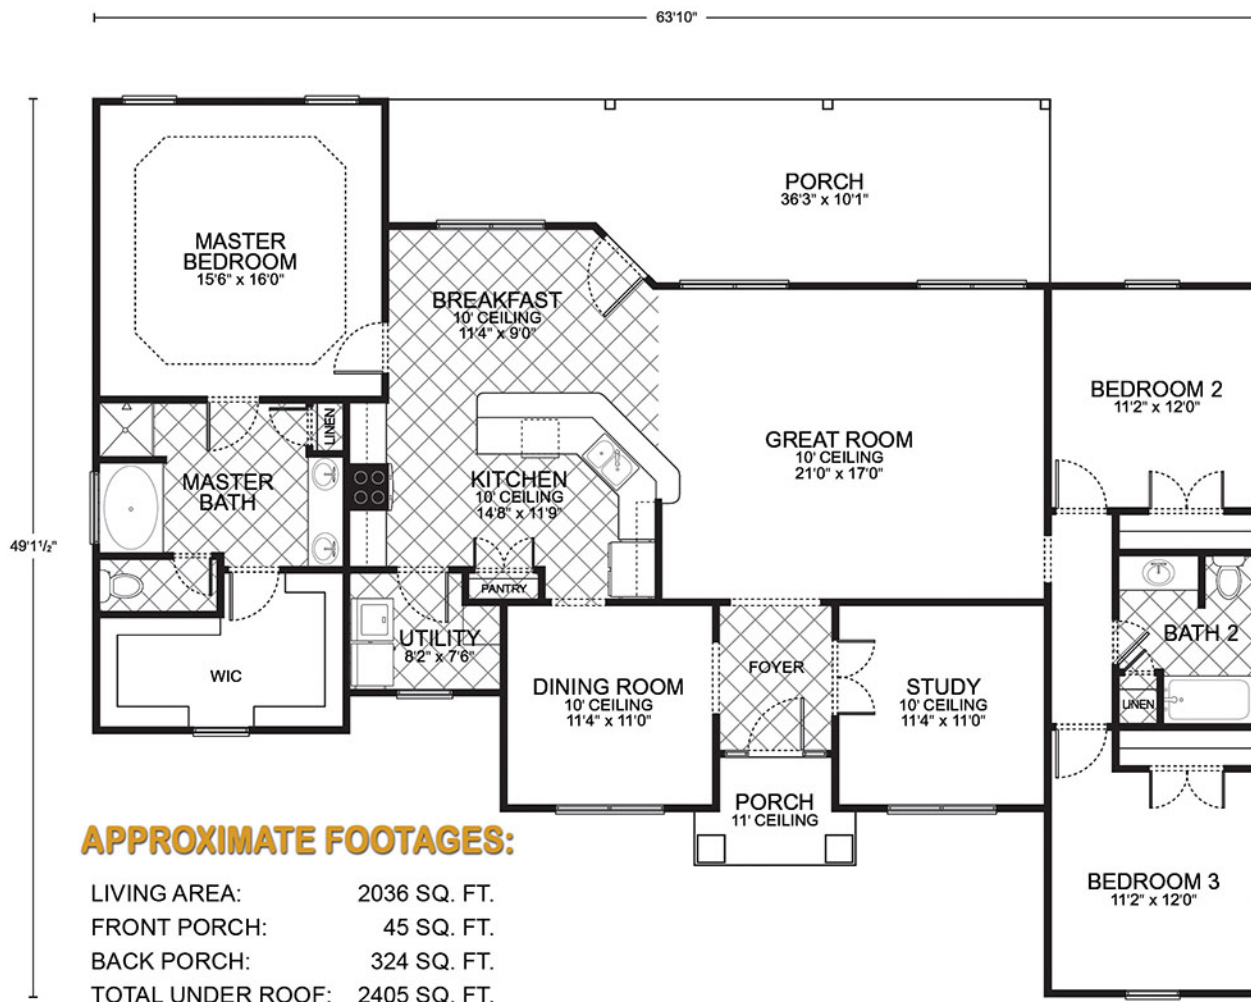 63'10"
PORCH
36'3" x 10'1"
MASTER
BEDROOM
15'6" x 16'0"
BREAKFAST
10' CEILING
11'4" x 9'0"
BEDROOM 2
11'2" x 12'0"
LINEN
GREAT ROOM
10' CEILING
21'0" x 17'0"
MASTER
BATH
KITCHEN
10' CEILING
14'8" x 11'9"
49'1½"
PANTRY
UTILITY
8'2" x 7'6"
BATH 2
WIC
FOYER
DINING ROOM
10' CEILING
11'4" x 11'0"
STUDY
10' CEILING
11'4" x 11'0"
LINEN
PORCH
11' CEILING
BEDROOM 3
11'2" x 12'0"
APPROXIMATE FOOTAGES:
LIVING AREA: 2036 SQ. FT.
FRONT PORCH: 45 SQ. FT.
BACK PORCH: 324 SQ. FT.
TOTAL UNDER ROOF: 2405 SQ. FT.